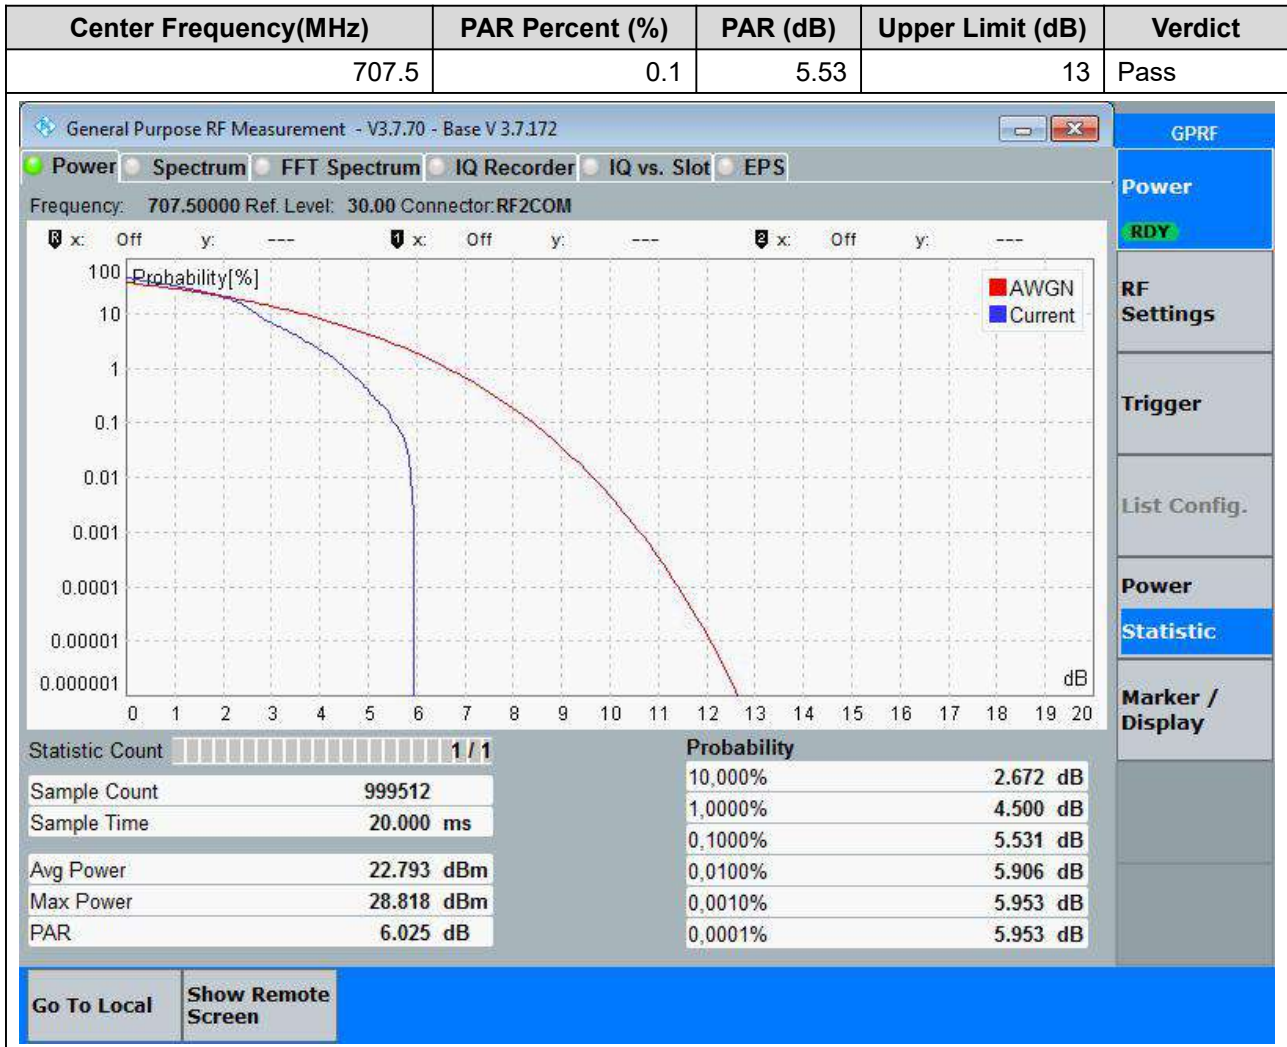 Center Frequency(MHz) PAR Percent (%) PAR (dB) Upper Limit (dB) Verdict
707.5 0.1 5.53 13 Pass
General Purpose RF Measurement - V3.7.70 - Base V 3.7.172
GPRF
Power Spectrum FFT Spectrum IQ Recorder IQ vs. Slot EPS
Frequency: 707.50000 Ref. Level: 30.00 Connector:RF2COM
R x: Off y: --- 1 x: Off y: --- 2 x: Off y: ---
Probability[%]
100
10
1
0.1
0.01
0.001
0.0001
0.00001
0.000001
AWGN
Current
dB
0 1 2 3 4 5 6 7 8 9 10 11 12 13 14 15 16 17 18 19 20
Statistic Count 1 / 1
Sample Count 999512
Sample Time 20.000 ms
Avg Power 22.793 dBm
Max Power 28.818 dBm
PAR 6.025 dB
Probability
10,000% 2.672 dB
1,0000% 4.500 dB
0,1000% 5.531 dB
0,0100% 5.906 dB
0,0010% 5.953 dB
0,0001% 5.953 dB
Power
RDY
RF
Settings
Trigger
List Config.
Power
Statistic
Marker /
Display
Go To Local
Show Remote
Screen